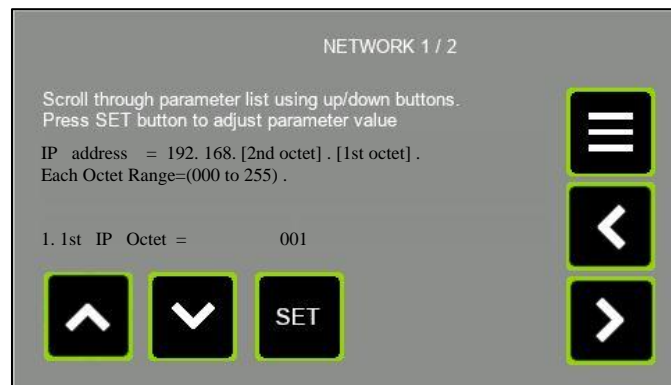 NETWORK 1 / 2
Scroll through parameter list using up/down buttons.
Press SET button to adjust parameter value
IP address = 192. 168. [2nd octet] . [1st octet] .
Each Octet Range=(000 to 255) .
1. 1st IP Octet = 001
SET